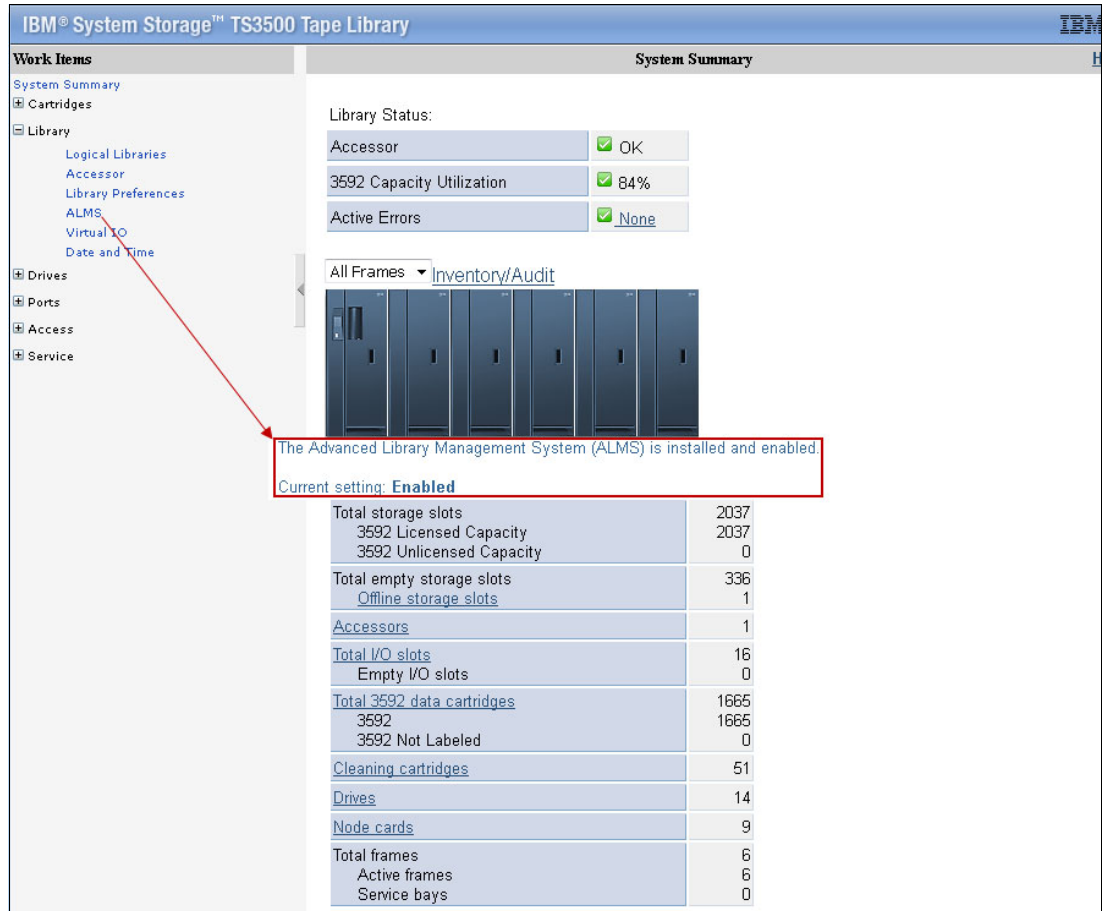 IBM® System Storage™ TS3500 Tape Library
IBM
Work Items
System Summary
H
System Summary
Cartridges
Library
Logical Libraries
Accessor
Library Preferences
ALMS
Virtual IO
Date and Time
Drives
Ports
Access
Service
Library Status:
Accessor OK
3592 Capacity Utilization 84%
Active Errors None
All Frames Inventory/Audit
The Advanced Library Management System (ALMS) is installed and enabled.
Current setting: Enabled
Total storage slots 2037
3592 Licensed Capacity 2037
3592 Unlicensed Capacity 0
Total empty storage slots 336
Offline storage slots 1
Accessors 1
Total I/O slots 16
Empty I/O slots 0
Total 3592 data cartridges 1665
3592 1665
3592 Not Labeled 0
Cleaning cartridges 51
Drives 14
Node cards 9
Total frames 6
Active frames 6
Service bays 0